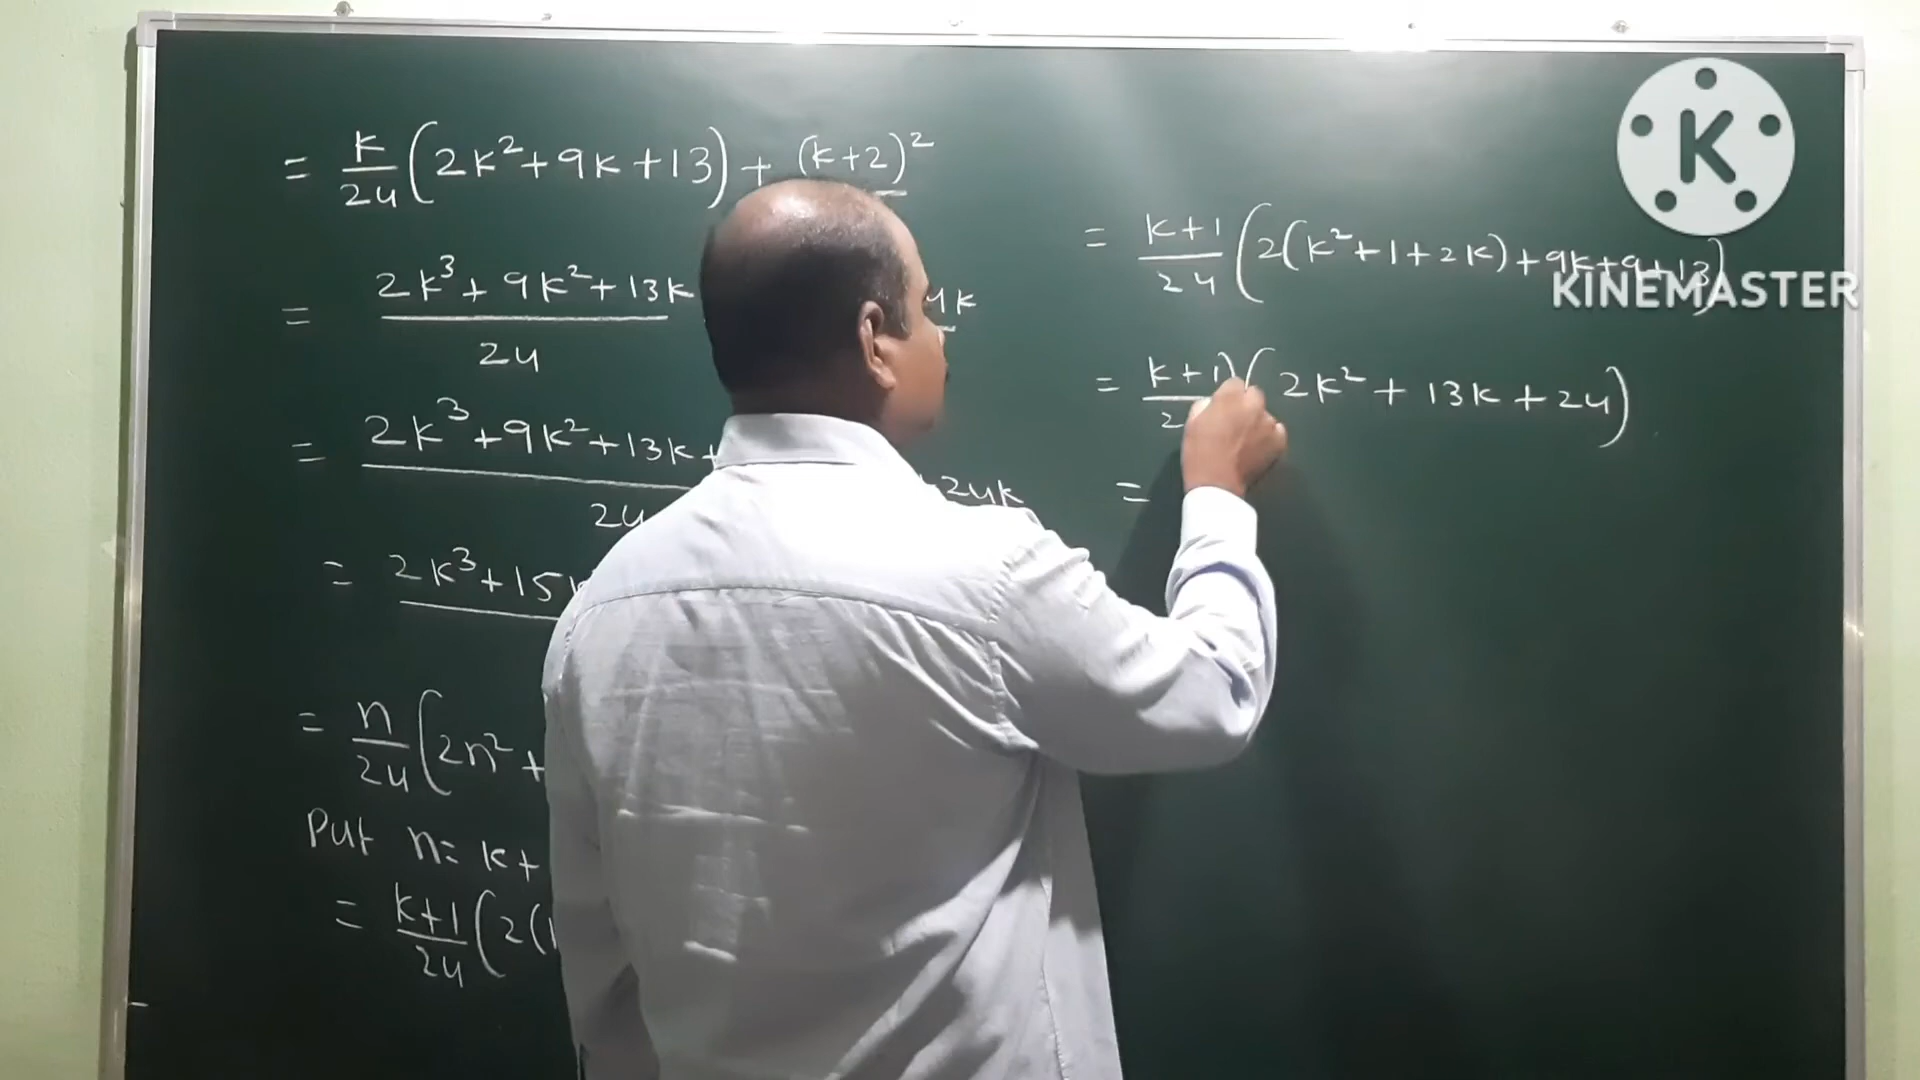 = k/24 (2k²+9k+13) + (k+2)²
= 2k³+9k²+13k / 24 4k
= 2k³+9k²+13k+ / 24 +24k
= 2k³+15k
= n/24 (2n²+
Put n= k+
= k+1/24 (2(
= k+1/24 (2(k²+1+2k)+9k+9+13)
= k+1)/2 (2k²+13k+24)
=
K
KINEMASTER